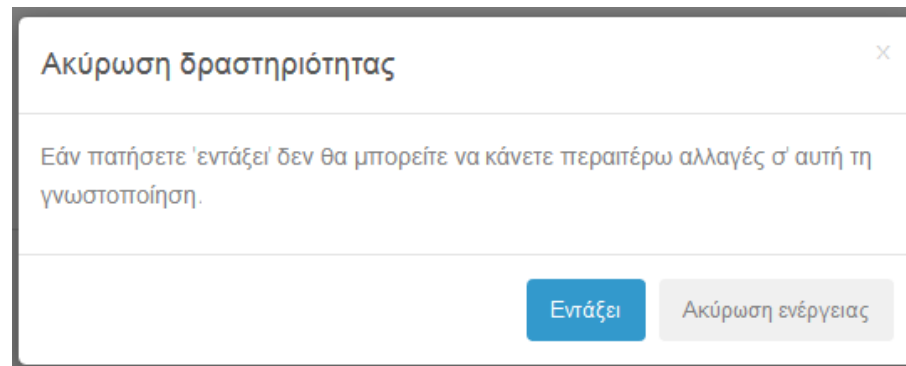 Ακύρωση δραστηριότητας
Εάν πατήσετε 'εντάξει' δεν θα μπορείτε να κάνετε περαιτέρω αλλαγές σ' αυτή τη
γνωστοποίηση.
Εντάξει Ακύρωση ενέργειας